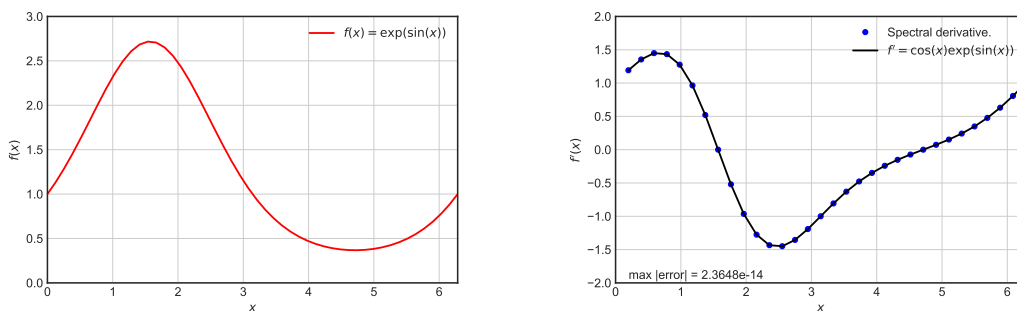 3.0
2.5
2.0
1.5
1.0
0.5
0.0
f(x)
f(x) = exp(sin(x))
0 1 2 3 4 5 6
x
2.0
1.5
1.0
0.5
0.0
−0.5
−1.0
−1.5
−2.0
f′(x)
Spectral derivative.
f′ = cos(x)exp(sin(x))
max |error| = 2.3648e-14
0 1 2 3 4 5 6
x